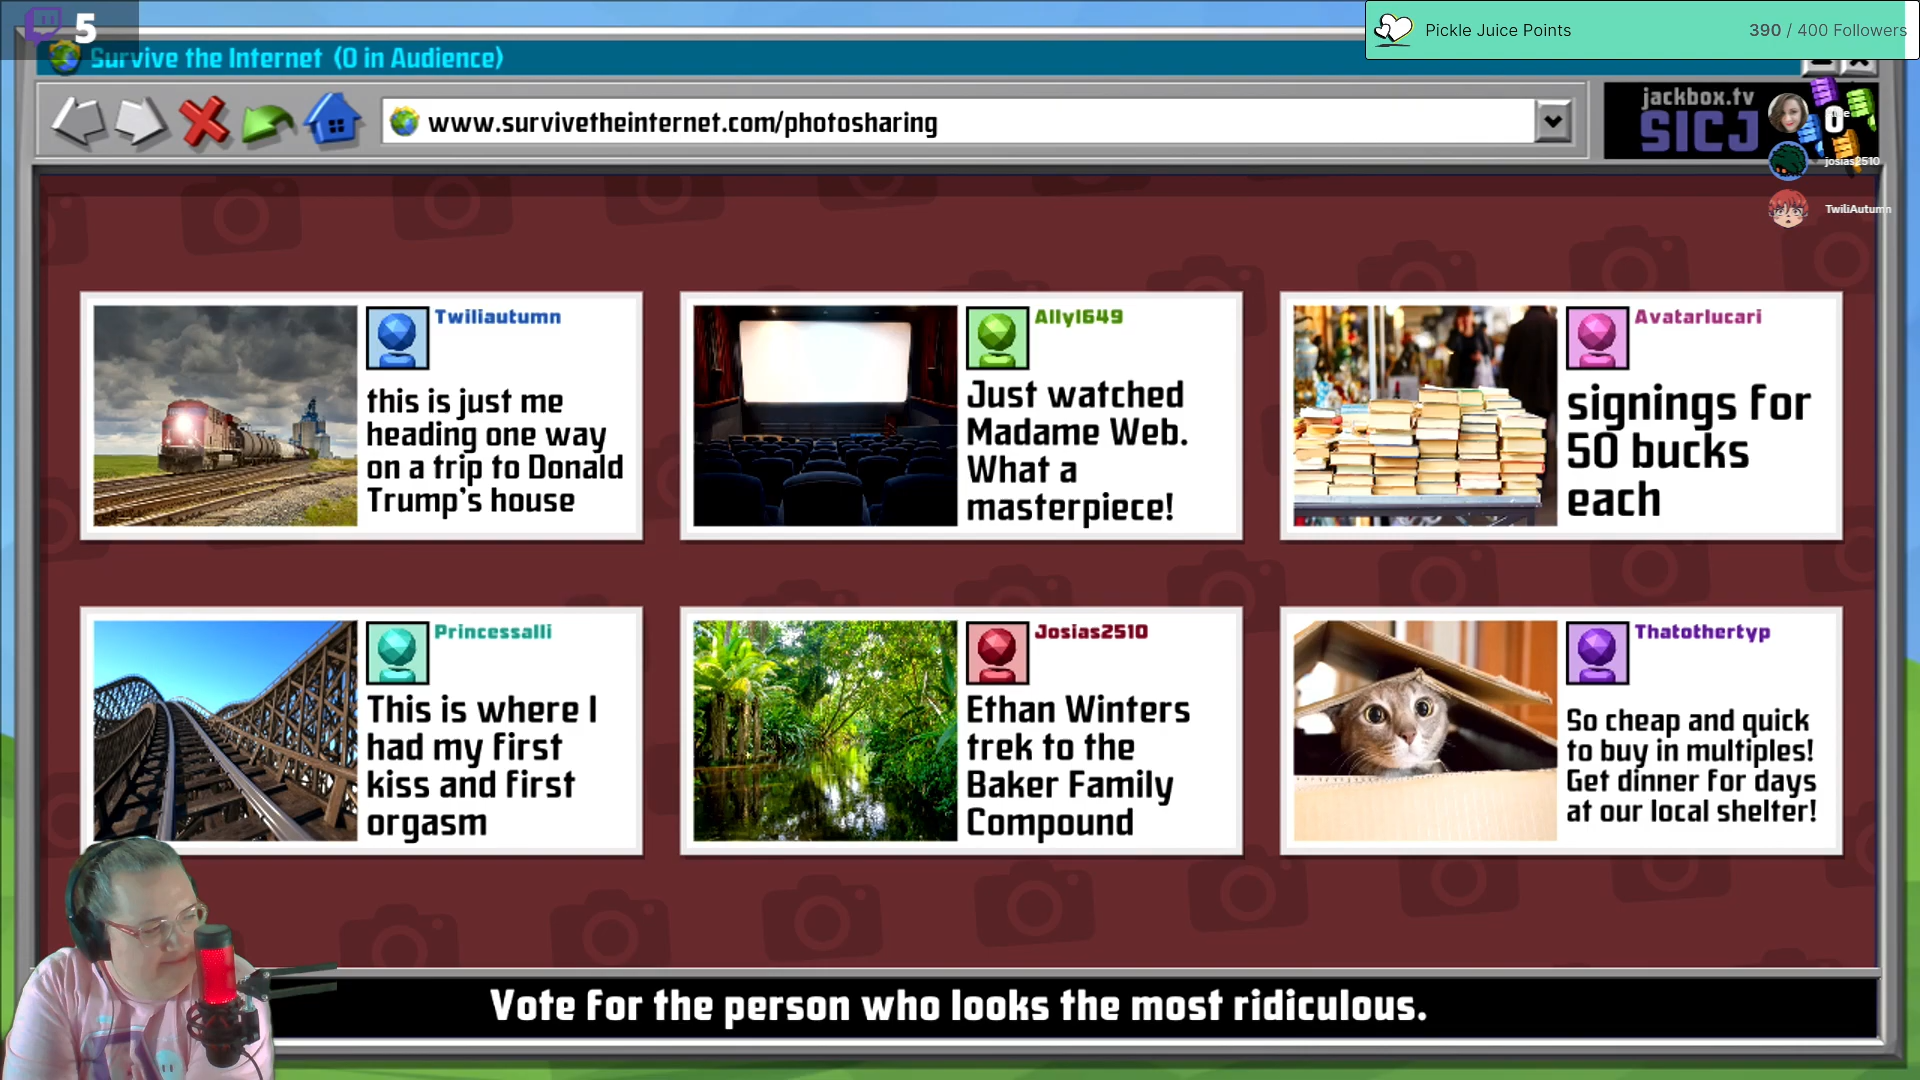 5
Pickle Juice Points
390 / 400 Followers
Survive the Internet (0 in Audience)
www.survivetheinternet.com/photosharing
jackbox.tv
SICJ
0
josias2510
TwiliAutumn
Twiliautumn
this is just me
heading one way
on a trip to Donald
Trump's house
Ally1649
Just watched
Madame Web.
What a
masterpiece!
Avatarlucari
signings for
50 bucks
each
Princessalli
This is where I
had my first
kiss and first
orgasm
Josias2510
Ethan Winters
trek to the
Baker Family
Compound
Thatothertyp
So cheap and quick
to buy in multiples!
Get dinner for days
at our local shelter!
Vote for the person who looks the most ridiculous.